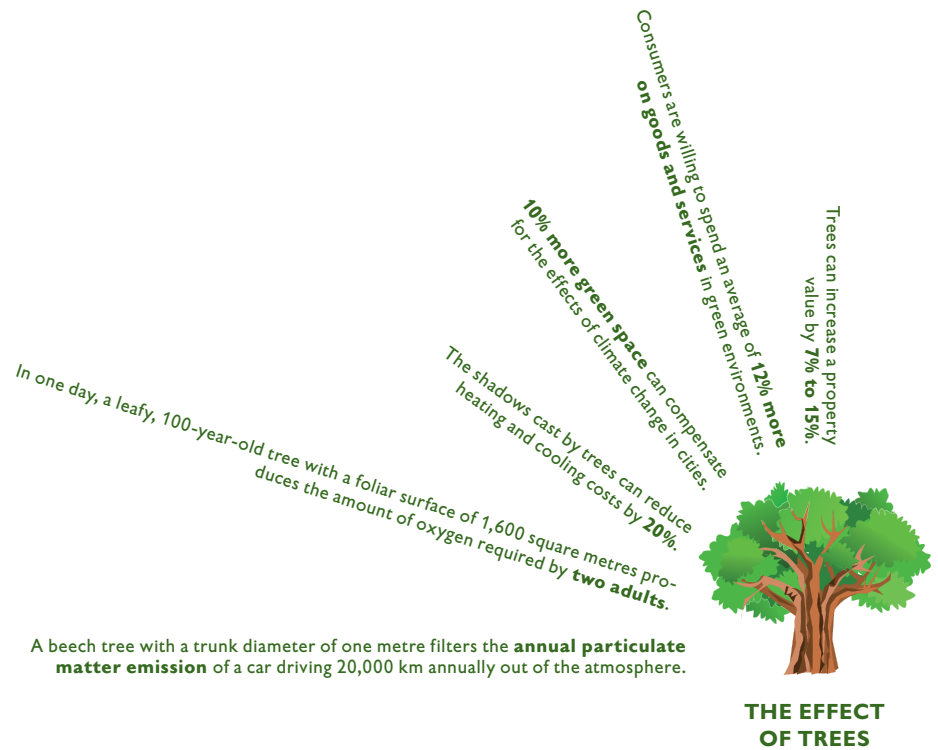 Trees can increase a property
value by 7% to 15%.
Consumers are willing to spend an average of 12% more
on goods and services in green environments.
10% more green space can compensate
for the effects of climate change in cities.
The shadows cast by trees can reduce
heating and cooling costs by 20%.
In one day, a leafy, 100-year-old tree with a foliar surface of 1,600 square metres pro-
duces the amount of oxygen required by two adults.
A beech tree with a trunk diameter of one metre filters the annual particulate
matter emission of a car driving 20,000 km annually out of the atmosphere.
THE EFFECT
OF TREES